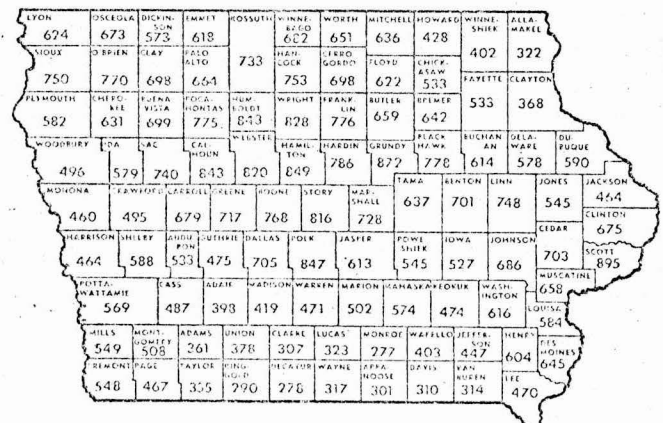 LYON
624
OSCEOLA
673
DICKIN-
SON
573
EMMET
618
KOSSUTH
733
WINNE-
BAGO
WORTH
651
MITCHELL
636
HOWARD
428
WINNE-
SHIEK
402
ALLA-
MAKEE
322
SIOUX
750
O'BRIEN
770
CLAY
698
PALO
ALTO
664
HAN-
COCK
753
CERRO
GORDO
698
FLOYD
622
CHICK-
ASAW
533
FAYETTE
533
CLAYTON
368
PLYMOUTH
582
CHERO-
KEE
631
BUENA
VISTA
699
POCA-
HONTAS
775
HUM-
BOLDT
843
WRIGHT
828
FRANK-
LIN
776
BUTLER
659
BREMER
642
WOODBURY
496
IDA
579
SAC
740
CAL-
HOUN
843
WEBSTER
820
HAMIL-
TON
849
HARDIN
786
GRUNDY
872
BLACK
HAWK
778
BUCHAN-
AN
614
DELA-
WARE
578
DU-
BUQUE
590
MONONA
460
CRAWFORD
495
CARROLL
679
GREENE
717
BOONE
768
STORY
816
MAR-
SHALL
728
TAMA
637
BENTON
701
LINN
748
JONES
545
JACKSON
464
CLINTON
675
HARRISON
464
SHELBY
588
AUDU-
BON
533
GUTHRIE
475
DALLAS
705
POLK
847
JASPER
613
POWE-
SHIEK
545
IOWA
527
JOHNSON
686
CEDAR
703
SCOTT
895
MUSCATINE
658
POTTA-
WATTAMIE
569
CASS
487
ADAIR
398
MADISON
419
WARREN
471
MARION
502
MAHASKA
574
KEOKUK
474
WASH-
INGTON
616
LOUISA
584
MILLS
549
MONT-
GOMERY
508
ADAMS
361
UNION
378
CLARKE
307
LUCAS
323
MONROE
277
WAPELLO
403
JEFFER-
SON
447
HENRY
604
DES
MOINES
645
FREMONT
548
PAGE
467
TAYLOR
RING-
GOLD
290
DECATUR
WAYNE
317
APPA-
NOOSE
301
DAVIS
310
VAN
BUREN
314
LEE
470